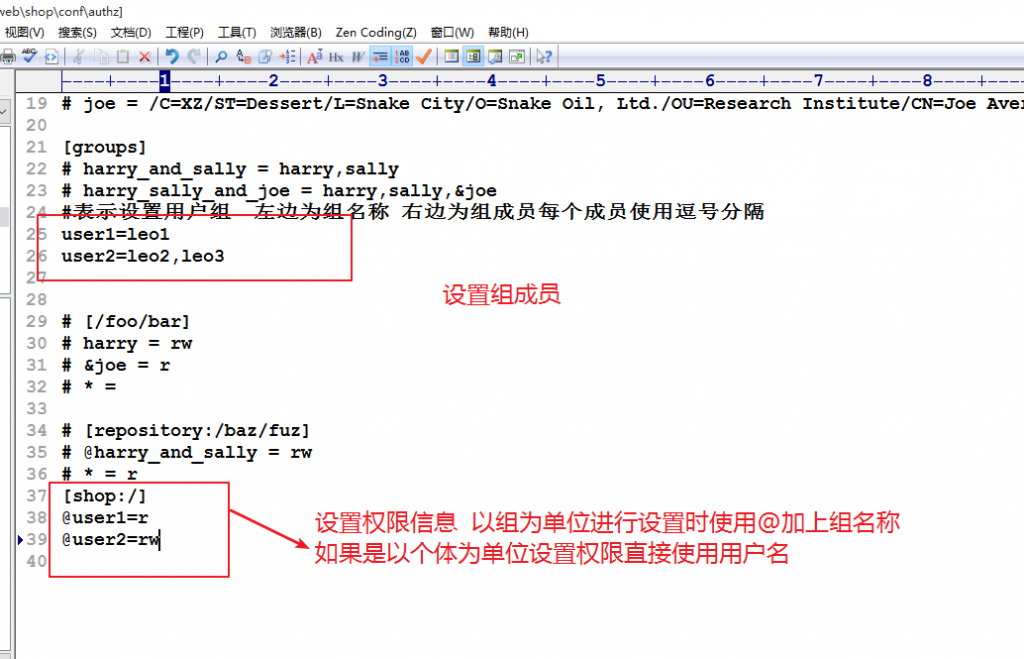 web\shop\conf\authz]
视图(V) 搜索(S) 文档(D) 工程(P) 工具(T) 浏览器(B) Zen Coding(Z) 窗口(W) 帮助(H)
----+----1----+----2----+----3----+----4----+----5----+----6----+----7----+----8----+
19 # joe = /C=XZ/ST=Dessert/L=Snake City/O=Snake Oil, Ltd./OU=Research Institute/CN=Joe Aver
20
21 [groups]
22 # harry_and_sally = harry,sally
23 # harry_sally_and_joe = harry,sally,&joe
24 #表示设置用户组 左边为组名称 右边为组成员每个成员使用逗号分隔
25 user1=leo1
26 user2=leo2,leo3
27
设置组成员
28
29 # [/foo/bar]
30 # harry = rw
31 # &joe = r
32 # * =
33
34 # [repository:/baz/fuz]
35 # @harry_and_sally = rw
36 # * = r
37 [shop:/]
38 @user1=r
39 @user2=rw
40
设置权限信息 以组为单位进行设置时使用@加上组名称
如果是以个体为单位设置权限直接使用用户名